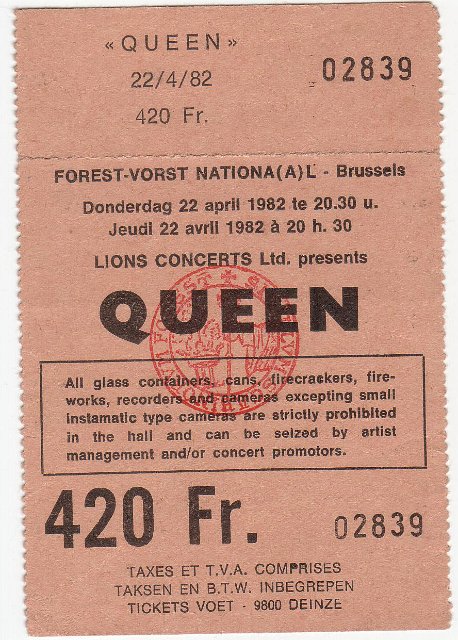 « QUEEN »
22/4/82
420 Fr.
02839
FOREST-VORST NATIONA(A)L - Brussels
Donderdag 22 april 1982 te 20.30 u.
Jeudi 22 avril 1982 à 20 h. 30
LIONS CONCERTS Ltd. presents
QUEEN
All glass containers, cans, firecrackers, fire-
works, recorders and cameras excepting small
instamatic type cameras are strictly prohibited
in the hall and can be seized by artist
management and/or concert promotors.
420 Fr.
02839
TAXES ET T.V.A. COMPRISES
TAKSEN EN B.T.W. INBEGREPEN
TICKETS VOET - 9800 DEINZE